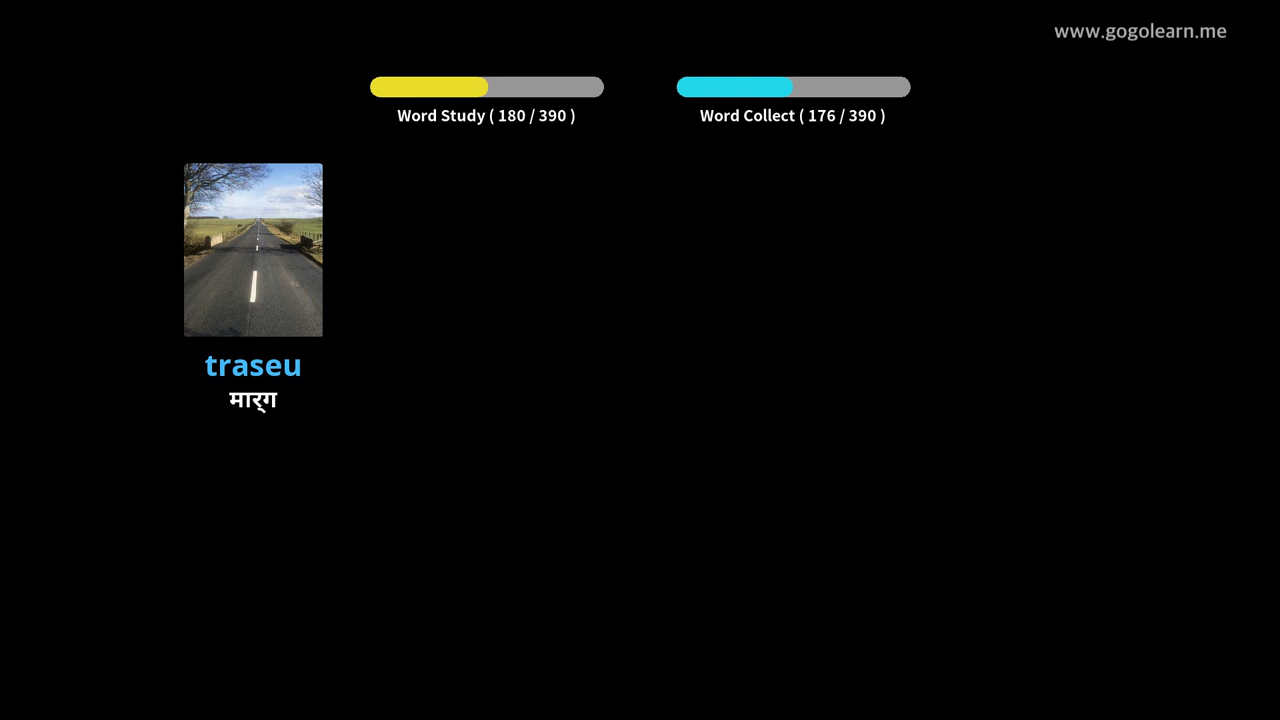 www.gogolearn.me
Word Study ( 180 / 390 )
Word Collect ( 176 / 390 )
traseu
मार्ग